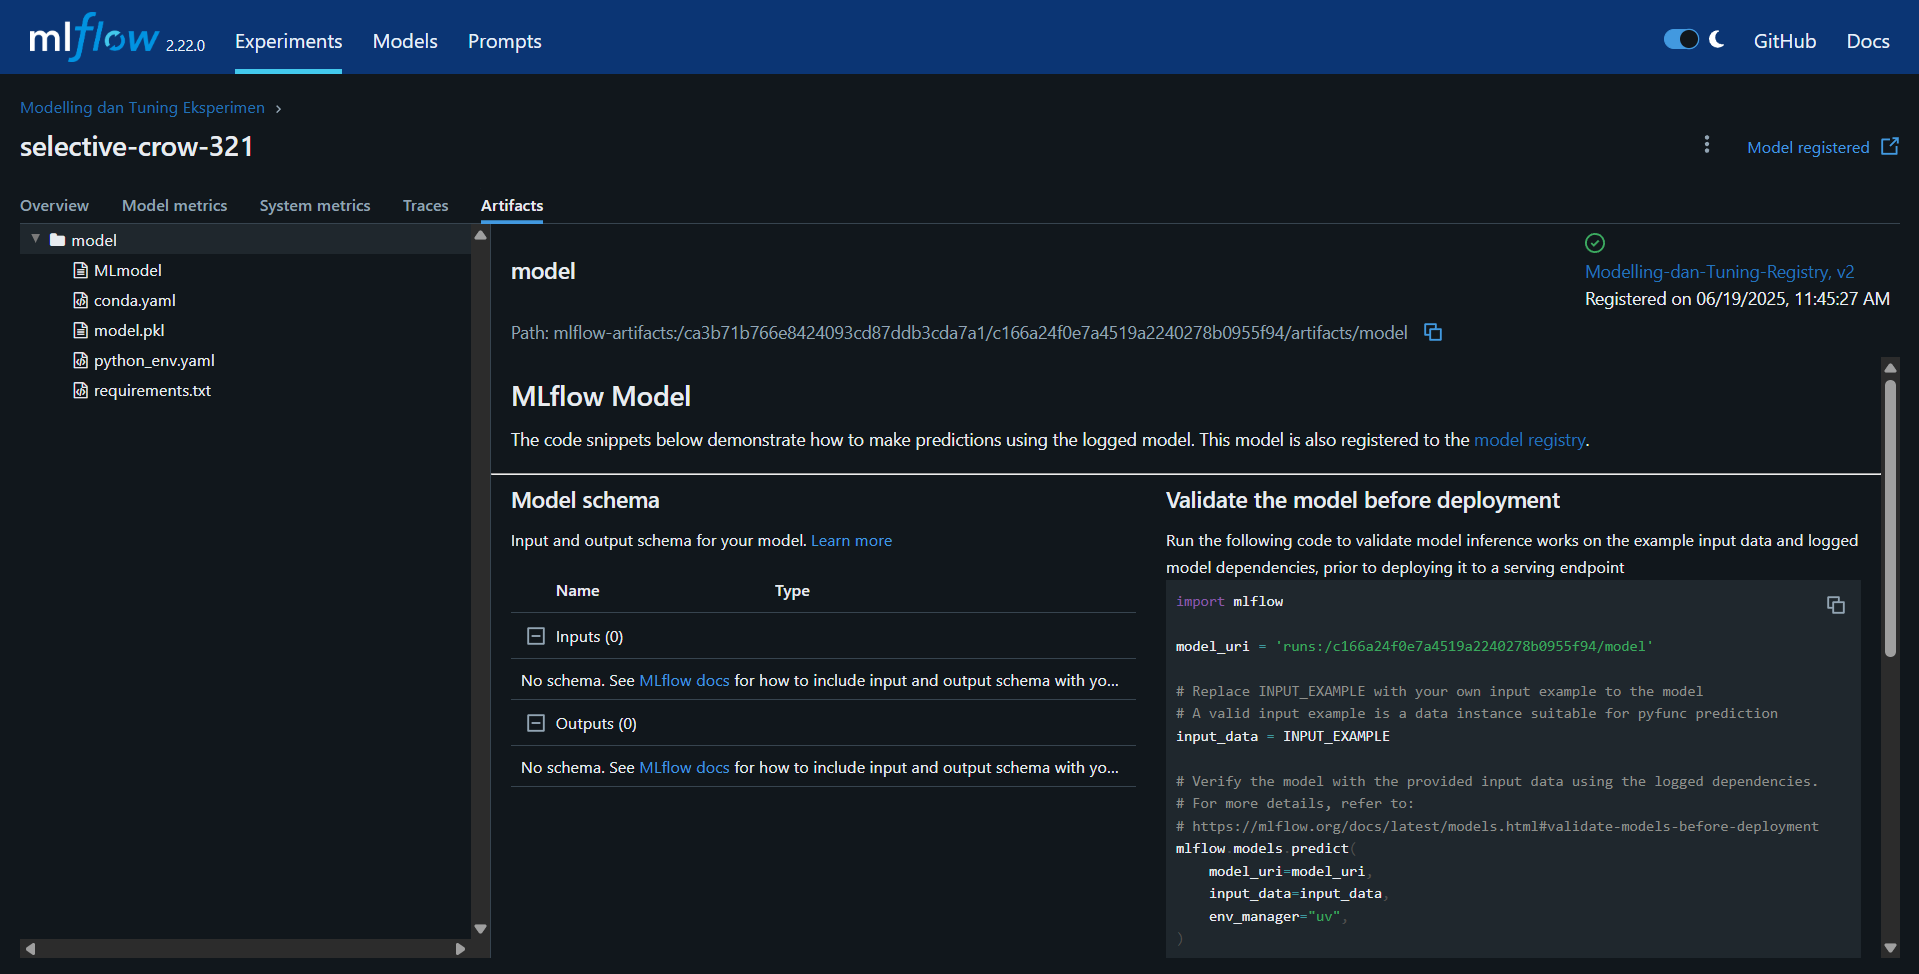 mlflow 2.22.0 Experiments Models Prompts GitHub Docs
Modelling dan Tuning Eksperimen
selective-crow-321
Model registered
Overview Model metrics System metrics Traces Artifacts
model
MLmodel
conda.yaml
model.pkl
python_env.yaml
requirements.txt
model
Modelling-dan-Tuning-Registry, v2
Registered on 06/19/2025, 11:45:27 AM
Path: mlflow-artifacts:/ca3b71b766e8424093cd87ddb3cda7a1/c166a24f0e7a4519a2240278b0955f94/artifacts/model
MLflow Model
The code snippets below demonstrate how to make predictions using the logged model. This model is also registered to the model registry.
Model schema
Input and output schema for your model. Learn more
Name Type
Inputs (0)
No schema. See MLflow docs for how to include input and output schema with yo...
Outputs (0)
No schema. See MLflow docs for how to include input and output schema with yo...
Validate the model before deployment
Run the following code to validate model inference works on the example input data and logged
model dependencies, prior to deploying it to a serving endpoint
import mlflow
model_uri = 'runs:/c166a24f0e7a4519a2240278b0955f94/model'
# Replace INPUT_EXAMPLE with your own input example to the model
# A valid input example is a data instance suitable for pyfunc prediction
input_data = INPUT_EXAMPLE
# Verify the model with the provided input data using the logged dependencies.
# For more details, refer to:
# https://mlflow.org/docs/latest/models.html#validate-models-before-deployment
mlflow.models.predict(
model_uri=model_uri,
input_data=input_data,
env_manager="uv",
)